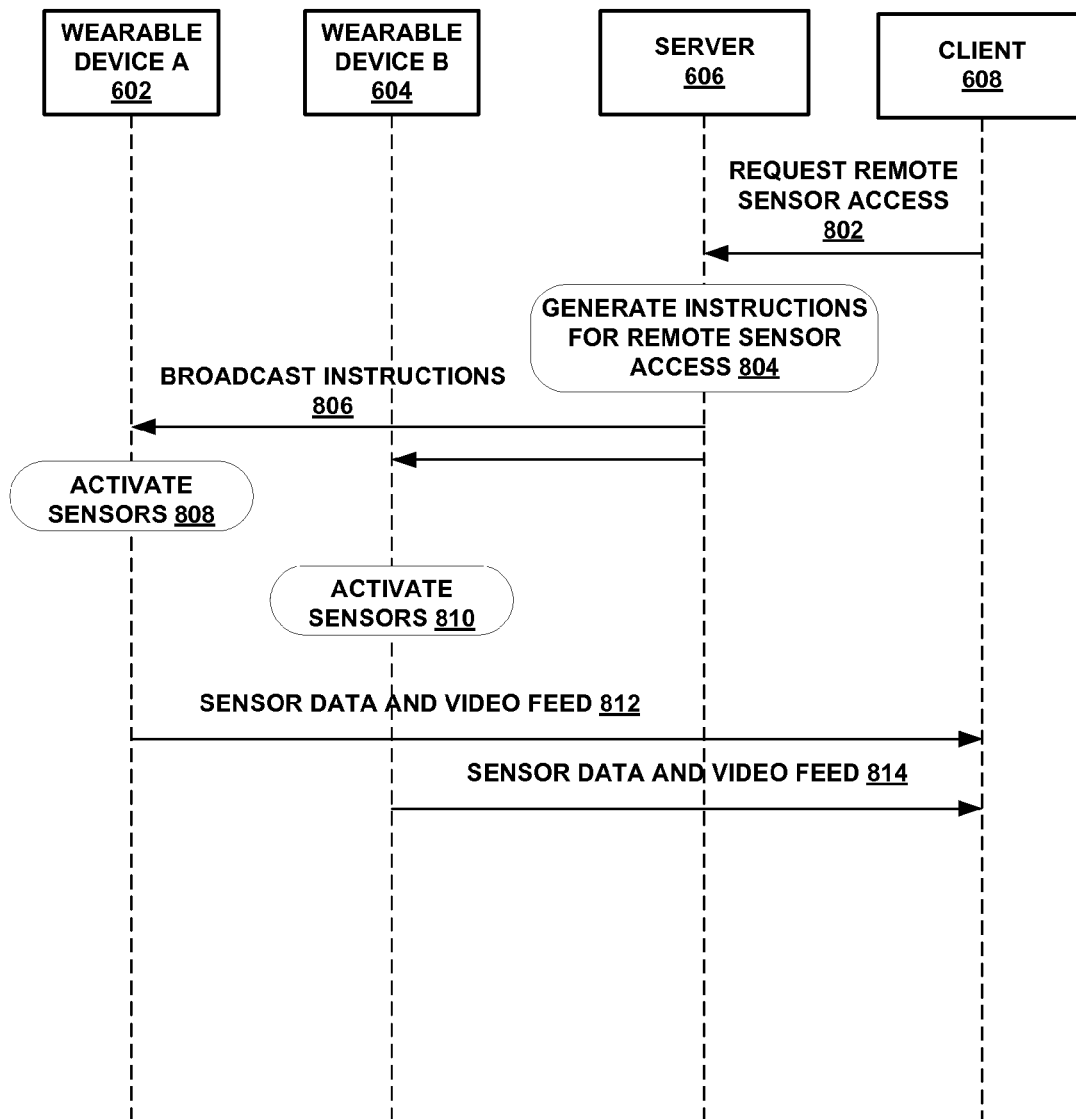 WEARABLE
DEVICE A
602
WEARABLE
DEVICE B
604
SERVER
606
CLIENT
608
REQUEST REMOTE
SENSOR ACCESS
802
GENERATE INSTRUCTIONS
FOR REMOTE SENSOR
ACCESS 804
BROADCAST INSTRUCTIONS
806
ACTIVATE
SENSORS 808
ACTIVATE
SENSORS 810
SENSOR DATA AND VIDEO FEED 812
SENSOR DATA AND VIDEO FEED 814